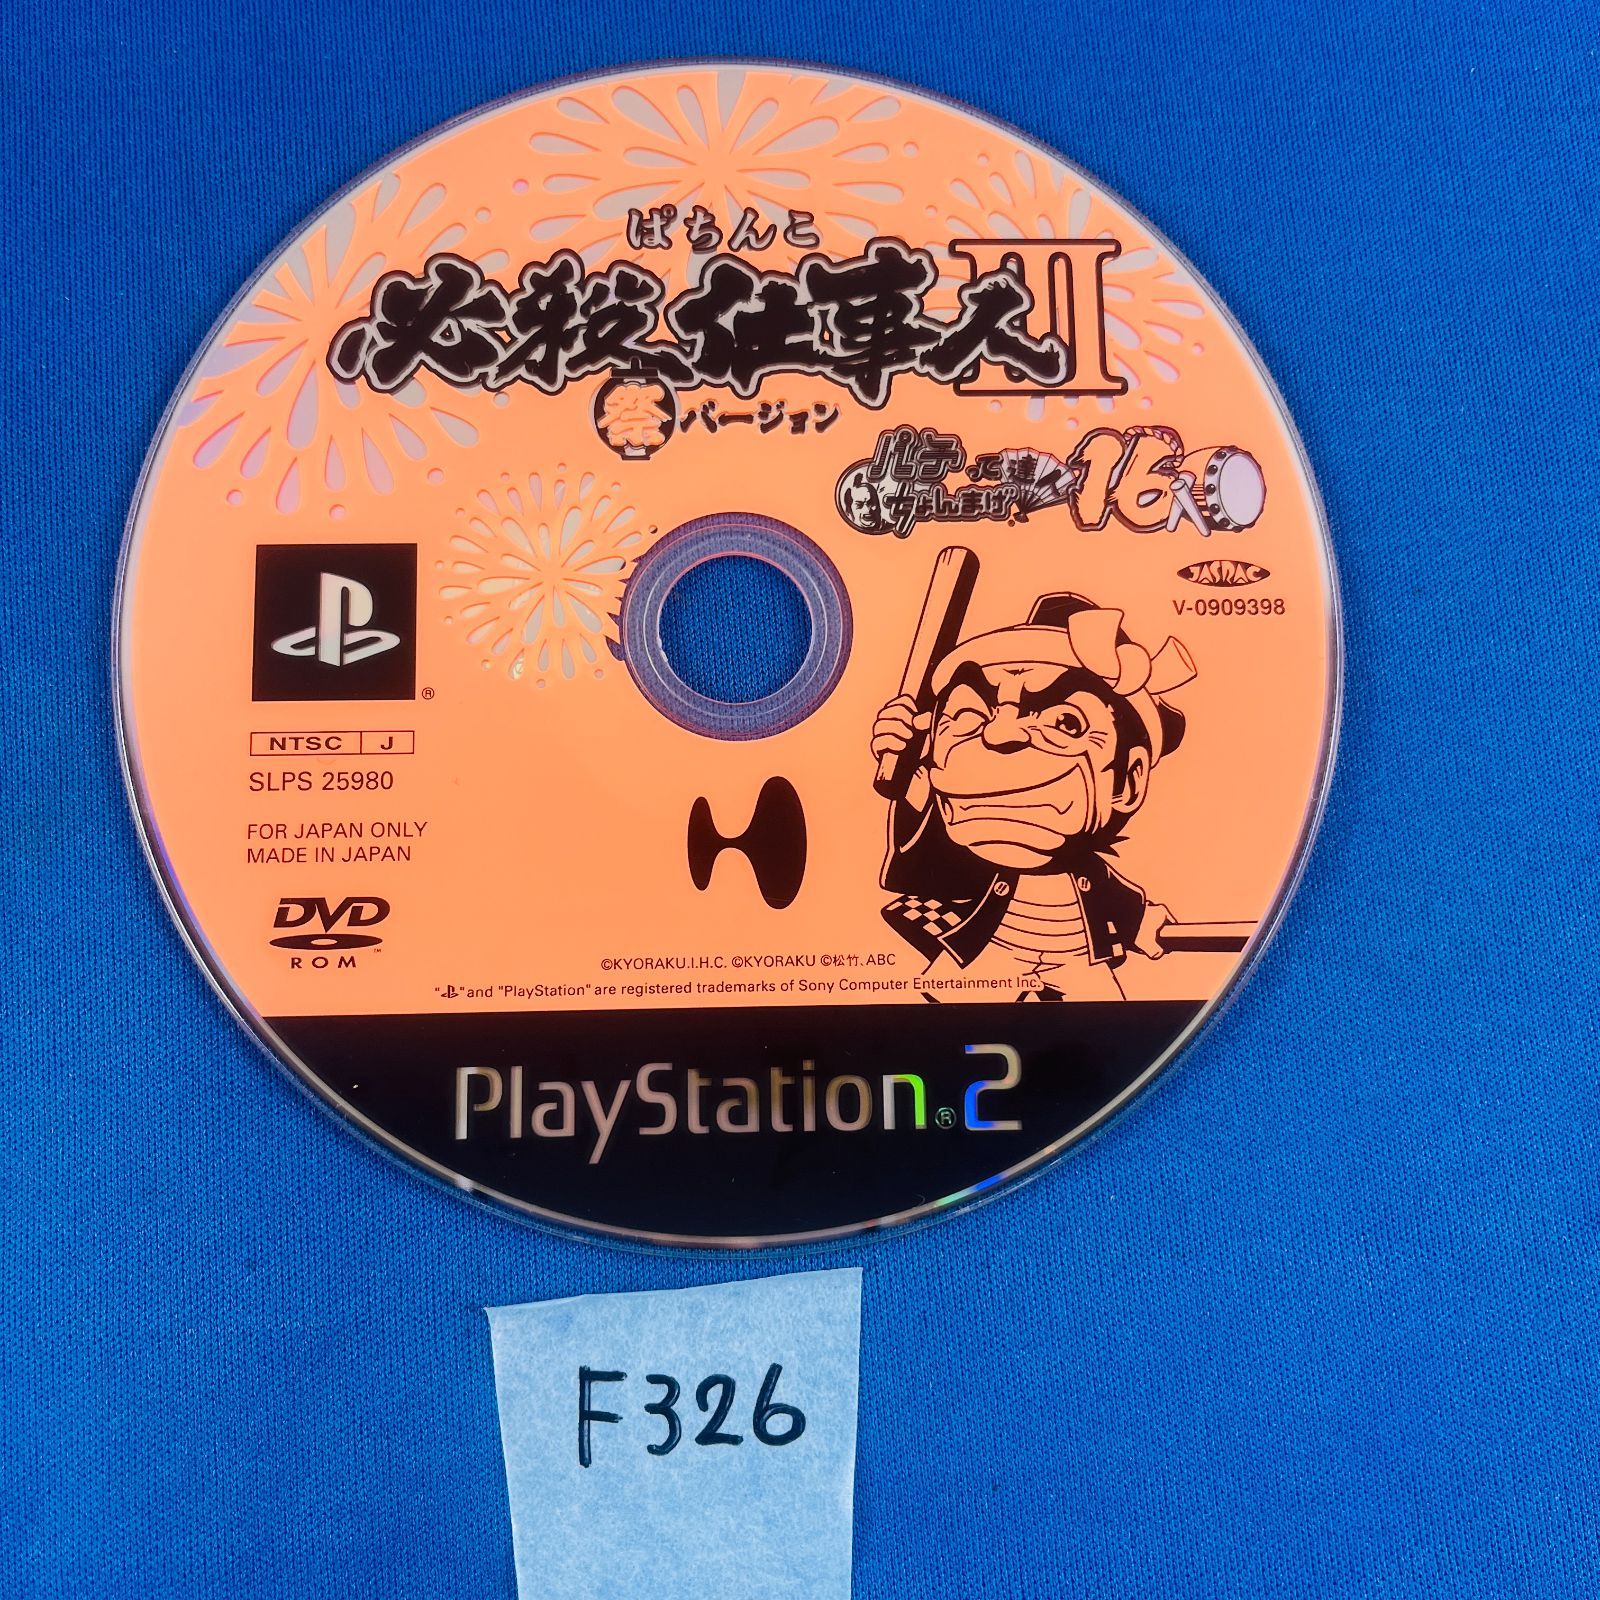 ぱちんこ
必殺仕事人III
祭バージョン
パチってちょんまげ達人16
JASRAC
V-0909398
®
NTSC J
SLPS 25980
FOR JAPAN ONLY
MADE IN JAPAN
DVD
ROM
™
©KYORAKU.I.H.C. ©KYORAKU ©松竹、ABC
"PS"and "PlayStation" are registered trademarks of Sony Computer Entertainment Inc.
PlayStation®2
F326